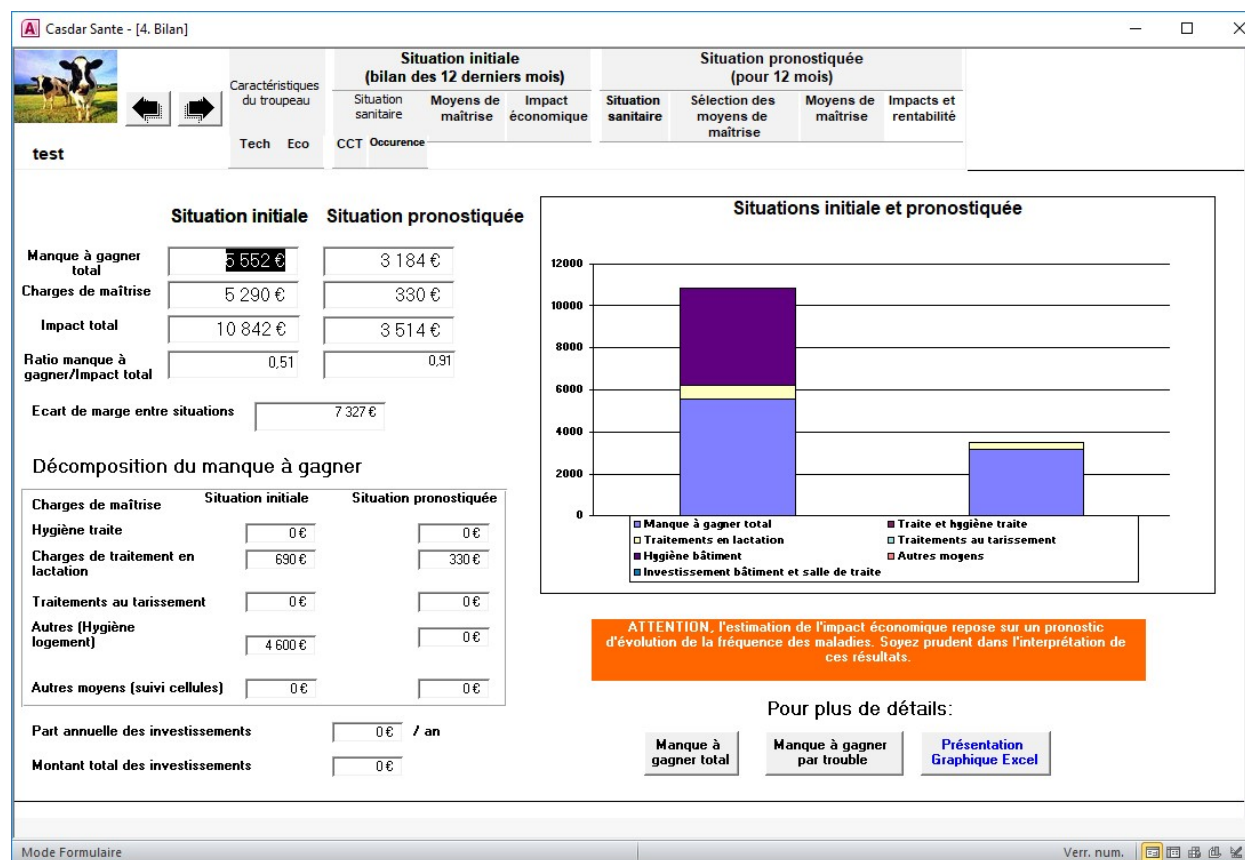 Casdar Sante - [4. Bilan]
Caractéristiques
du troupeau
Tech Eco
Situation initiale
(bilan des 12 derniers mois)
Situation
sanitaire
Moyens de
maîtrise
Impact
économique
CCT Occurence
Situation pronostiquée
(pour 12 mois)
Situation
sanitaire
Sélection des
moyens de
maîtrise
Moyens de
maîtrise
Impacts et
rentabilité
test
Situation initiale Situation pronostiquée
Manque à gagner
total
5 552 € 3 184 €
Charges de maîtrise 5 290 € 330 €
Impact total 10 842 € 3 514 €
Ratio manque à
gagner/Impact total
0,51 0,91
Ecart de marge entre situations 7 327 €
Décomposition du manque à gagner
Charges de maîtrise Situation initiale Situation pronostiquée
Hygiène traite 0 € 0 €
Charges de traitement en
lactation
690 € 330 €
Traitements au tarissement 0 € 0 €
Autres (Hygiène
logement)
4 600 € 0 €
Autres moyens (suivi cellules) 0 € 0 €
Part annuelle des investissements 0 € / an
Montant total des investissements 0 €
Situations initiale et pronostiquée
12000
10000
8000
6000
4000
2000
0
Manque à gagner total Traite et hygiène traite
Traitements en lactation Traitements au tarissement
Hygiène bâtiment Autres moyens
Investissement bâtiment et salle de traite
ATTENTION, l'estimation de l'impact économique repose sur un pronostic
d'évolution de la fréquence des maladies. Soyez prudent dans l'interprétation de
ces résultats.
Pour plus de détails:
Manque à
gagner total
Manque à gagner
par trouble
Présentation
Graphique Excel
Mode Formulaire Verr. num.